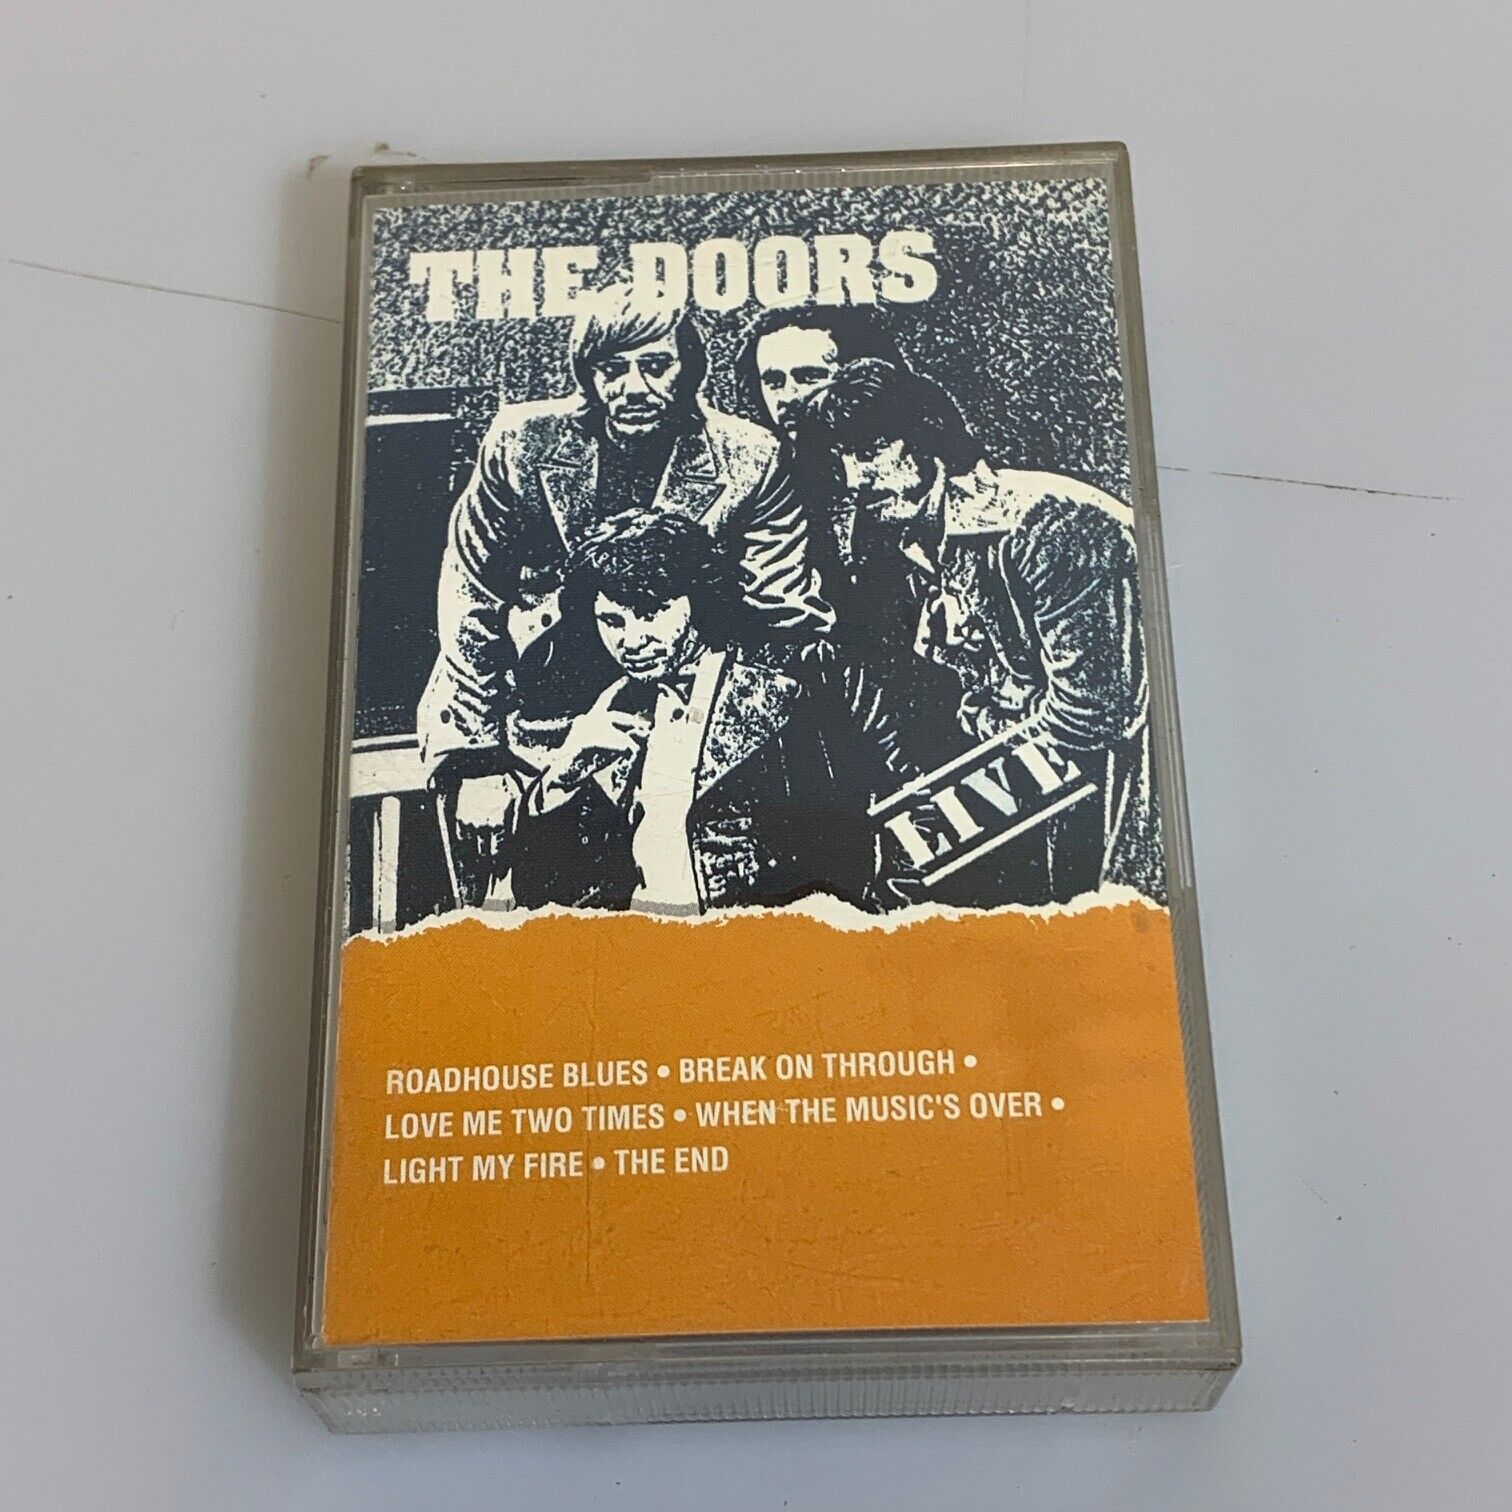 THE DOORS
LIVE
ROADHOUSE BLUES • BREAK ON THROUGH •
LOVE ME TWO TIMES • WHEN THE MUSIC'S OVER •
LIGHT MY FIRE • THE END